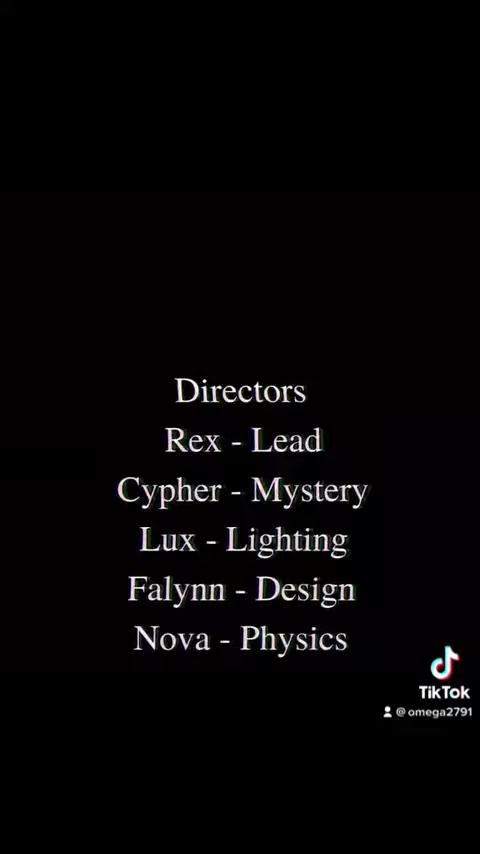 Directors
Rex - Lead
Cypher - Mystery
Lux - Lighting
Falynn - Design
Nova - Physics
TikTok
@omega2791